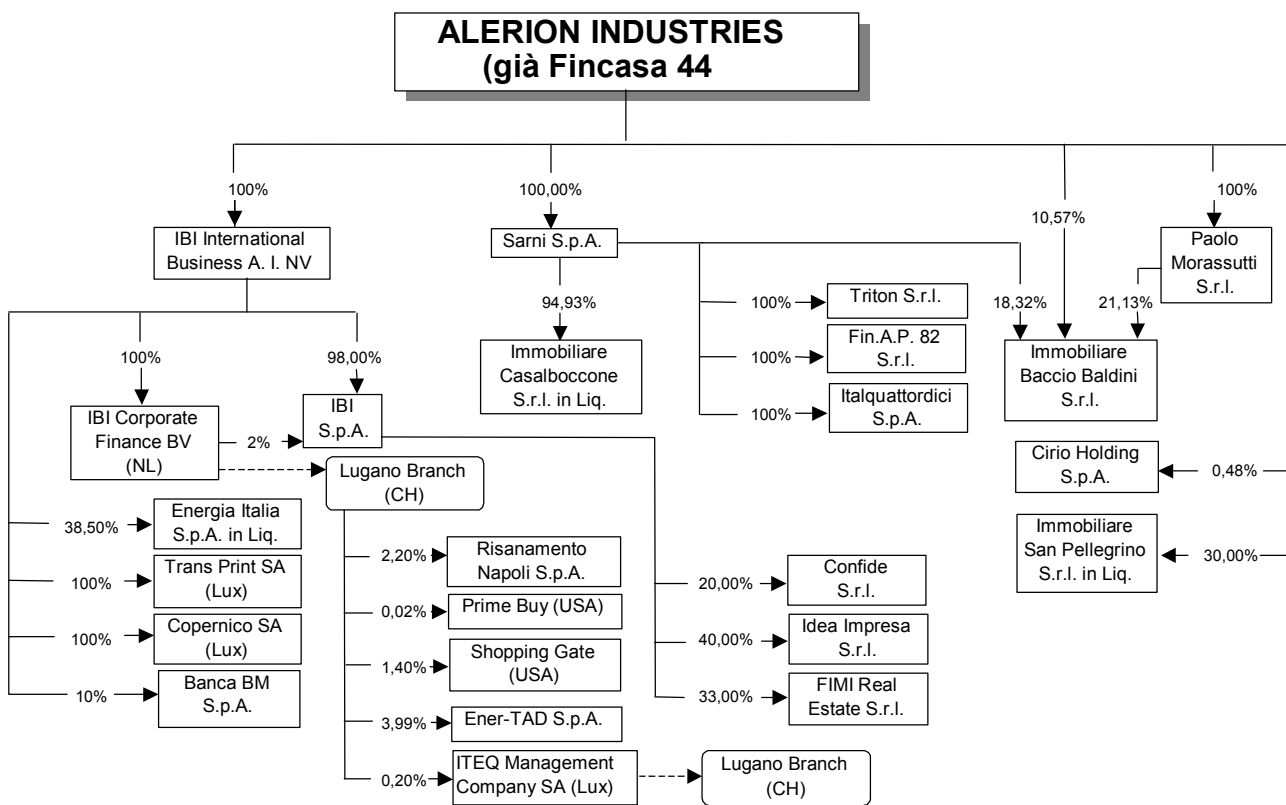 ALERION INDUSTRIES
(già Fincasa 44
100%
100,00%
10,57%
100%
IBI International
Business A. I. NV
Sarni S.p.A.
Paolo
Morassutti
S.r.l.
94,93%
100%
Triton S.r.l.
18,32%
21,13%
100%
98,00%
Immobiliare
Casalboccone
S.r.l. in Liq.
100%
Fin.A.P. 82
S.r.l.
Immobiliare
Baccio Baldini
S.r.l.
100%
Italquattordici
S.p.A.
IBI Corporate
Finance BV
(NL)
2%
IBI
S.p.A.
Lugano Branch
(CH)
Cirio Holding
S.p.A.
0,48%
38,50%
Energia Italia
S.p.A. in Liq.
Immobiliare
San Pellegrino
S.r.l. in Liq.
30,00%
2,20%
Risanamento
Napoli S.p.A.
100%
Trans Print SA
(Lux)
20,00%
Confide
S.r.l.
0,02%
Prime Buy (USA)
100%
Copernico SA
(Lux)
40,00%
Idea Impresa
S.r.l.
1,40%
Shopping Gate
(USA)
10%
Banca BM
S.p.A.
33,00%
FIMI Real
Estate S.r.l.
3,99%
Ener-TAD S.p.A.
0,20%
ITEQ Management
Company SA (Lux)
Lugano Branch
(CH)